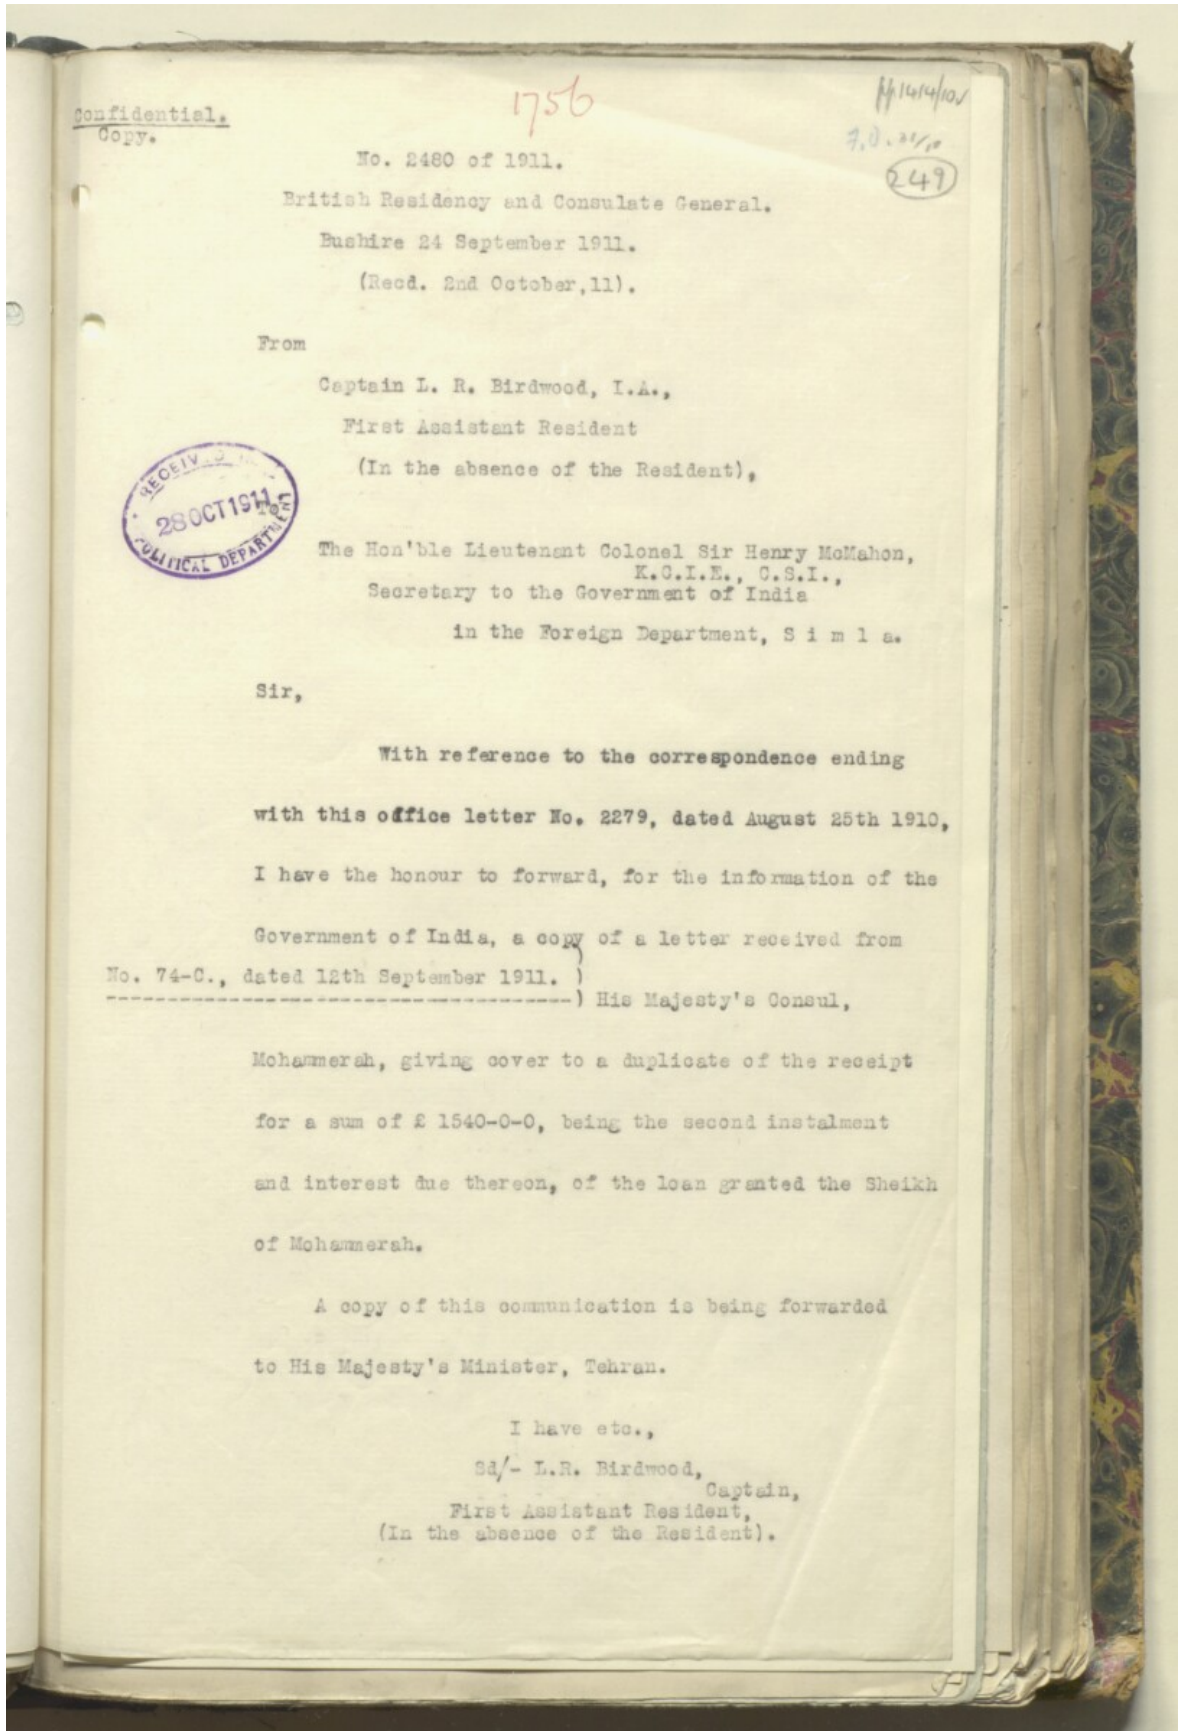 Confidential.
Copy.
1756
pp 1414/10
F.O. 31/10
249
No. 2480 of 1911.
British Residency and Consulate General.
Bushire 24 September 1911.
(Recd. 2nd October,11).
From
Captain L. R. Birdwood, I.A.,
First Assistant Resident
(In the absence of the Resident),
RECEIVED
28 OCT 1911
POLITICAL DEPARTMENT
To
The Hon'ble Lieutenant Colonel Sir Henry McMahon,
K.C.I.E., C.S.I.,
Secretary to the Government of India
in the Foreign Department, S i m l a.
Sir,
With reference to the correspondence ending
with this office letter No. 2279, dated August 25th 1910,
I have the honour to forward, for the information of the
Government of India, a copy of a letter received from
No. 74-C., dated 12th September 1911. )
-------------------------------------) His Majesty's Consul,
Mohammerah, giving cover to a duplicate of the receipt
for a sum of £ 1540-0-0, being the second instalment
and interest due thereon, of the loan granted the Sheikh
of Mohammerah.
A copy of this communication is being forwarded
to His Majesty's Minister, Tehran.
I have etc.,
Sd/- L.R. Birdwood,
Captain,
First Assistant Resident,
(In the absence of the Resident).